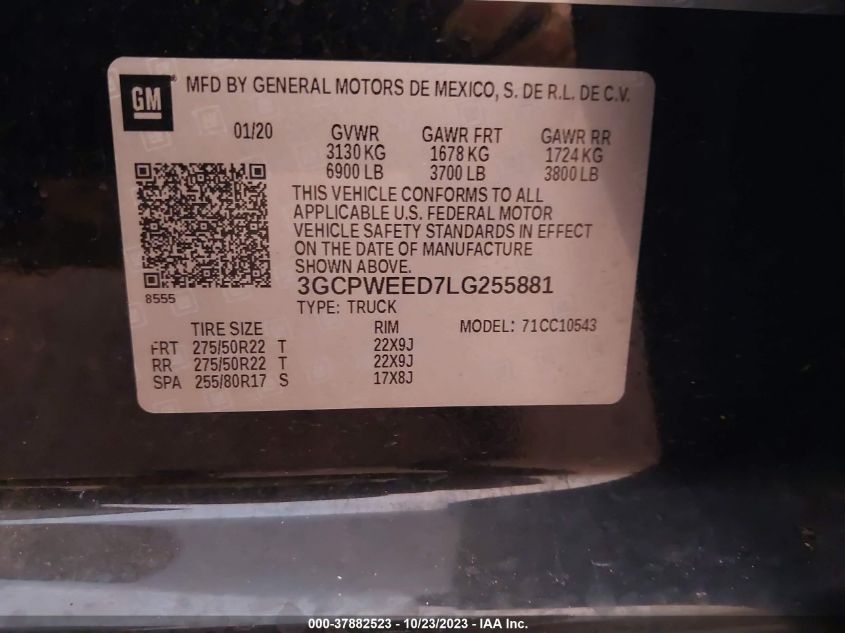 GM ® MFD BY GENERAL MOTORS DE MEXICO, S. DE R.L. DE C.V.
01/20 GVWR GAWR FRT GAWR RR
3130 KG 1678 KG 1724 KG
6900 LB 3700 LB 3800 LB
THIS VEHICLE CONFORMS TO ALL
APPLICABLE U.S. FEDERAL MOTOR
VEHICLE SAFETY STANDARDS IN EFFECT
ON THE DATE OF MANUFACTURE
SHOWN ABOVE.
3GCPWEED7LG255881
8555
TYPE: TRUCK
TIRE SIZE RIM MODEL: 71CC10543
FRT 275/50R22 T 22X9J
RR 275/50R22 T 22X9J
SPA 255/80R17 S 17X8J
000-37882523 - 10/23/2023 - IAA Inc.